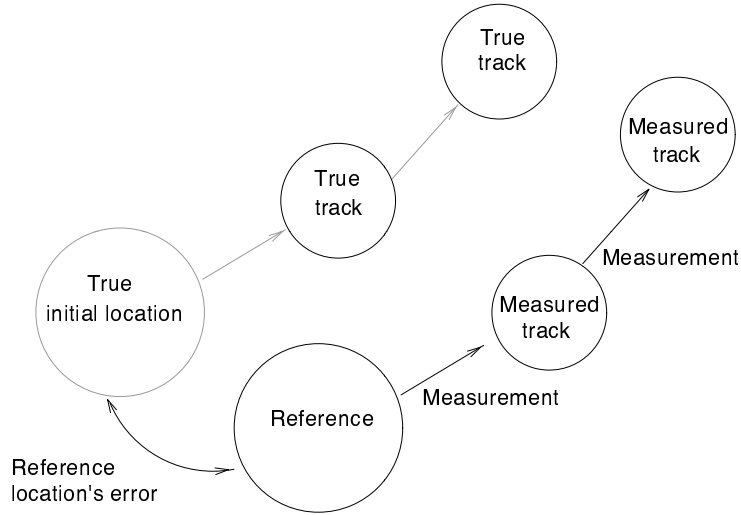 True
track
Measured
track
True
track
Measurement
True
initial location
Measured
track
Measurement
Reference
Reference
location's error